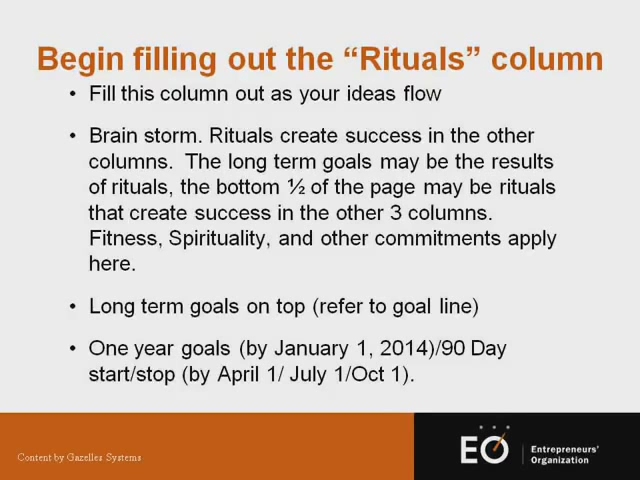 Begin filling out the “Rituals” column
• Fill this column out as your ideas flow
• Brain storm. Rituals create success in the other
columns.  The long term goals may be the results
of rituals, the bottom ½ of the page may be rituals
that create success in the other 3 columns.
Fitness, Spirituality, and other commitments apply
here.
• Long term goals on top (refer to goal line)
• One year goals (by January 1, 2014)/90 Day
start/stop (by April 1/ July 1/Oct 1).
Content by Gazelles Systems
EO
Entrepreneurs'
Organization